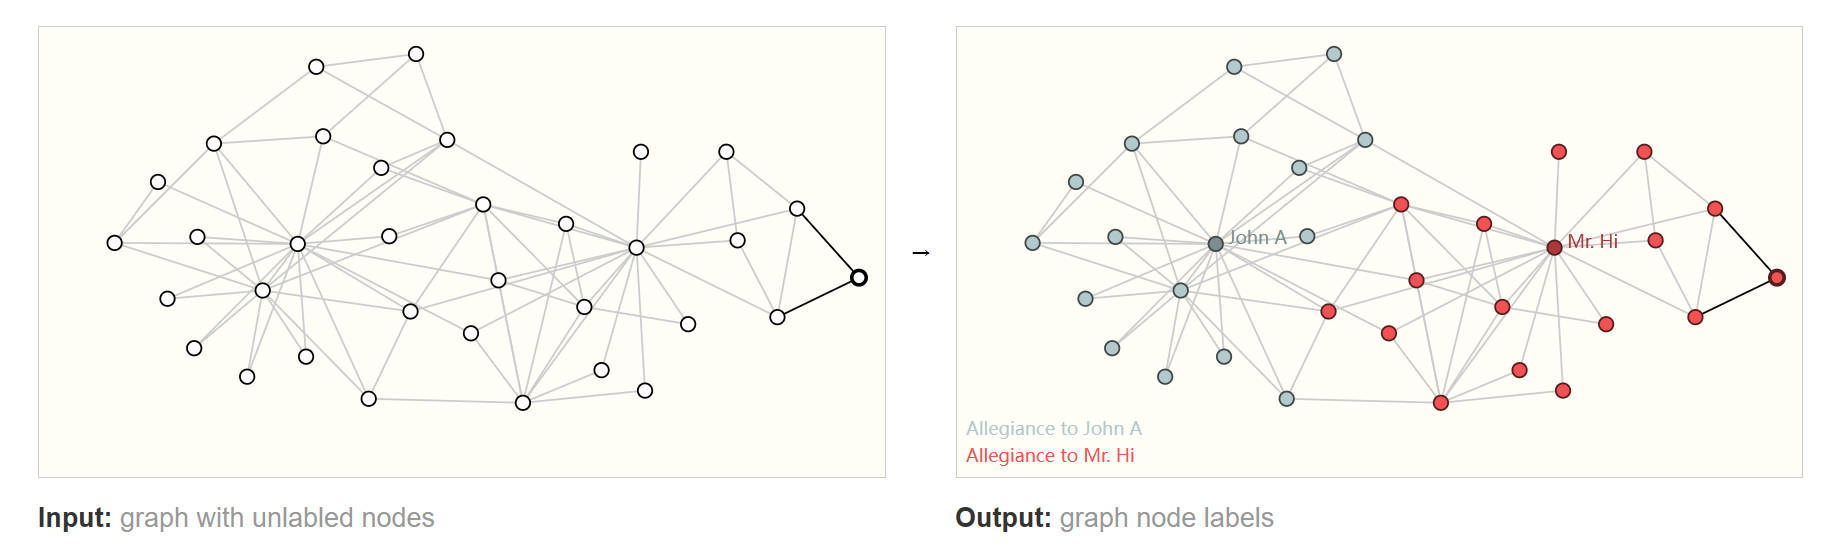 →
John A
Mr. Hi
Allegiance to John A
Allegiance to Mr. Hi
Input: graph with unlabled nodes
Output: graph node labels